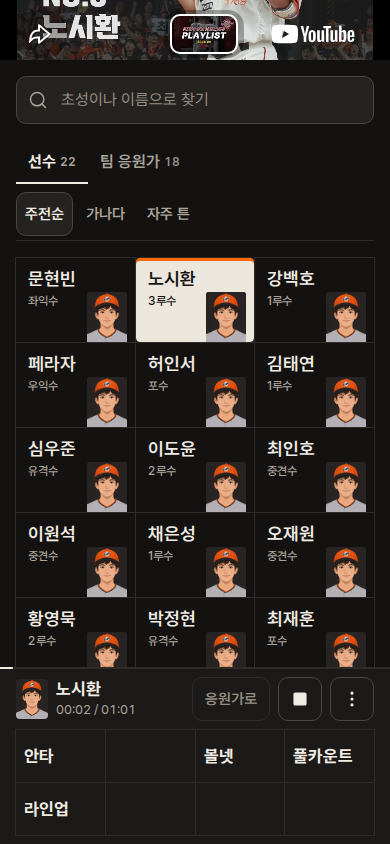 노시환
PLAYLIST
YouTube
초성이나 이름으로 찾기
선수 22 팀 응원가 18
주전순 가나다 자주 튼
문현빈 노시환 강백호
좌익수 3루수 1루수
페라자 허인서 김태연
우익수 포수 1루수
심우준 이도윤 최인호
유격수 2루수 중견수
이원석 채은성 오재원
중견수 1루수 중견수
황영묵 박정현 최재훈
2루수 유격수 포수
노시환
00:02 / 01:01
응원가로
안타 볼넷 풀카운트
라인업